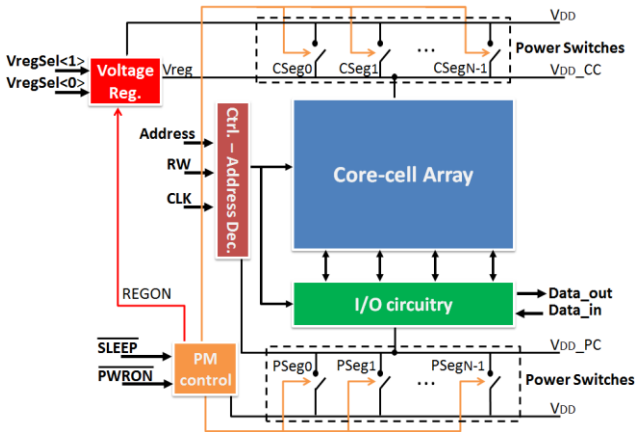 VDD
VregSel<1>
VregSel<0>
Voltage
Reg.
Vreg
CSeg0
CSeg1
...
CSegN-1
Power Switches
VDD_CC
Address
RW
CLK
Ctrl. – Address Dec.
Core-cell Array
REGON
I/O circuitry
Data_out
Data_in
SLEEP
PWRON
PM
control
PSeg0
PSeg1
...
PSegN-1
VDD_PC
Power Switches
VDD